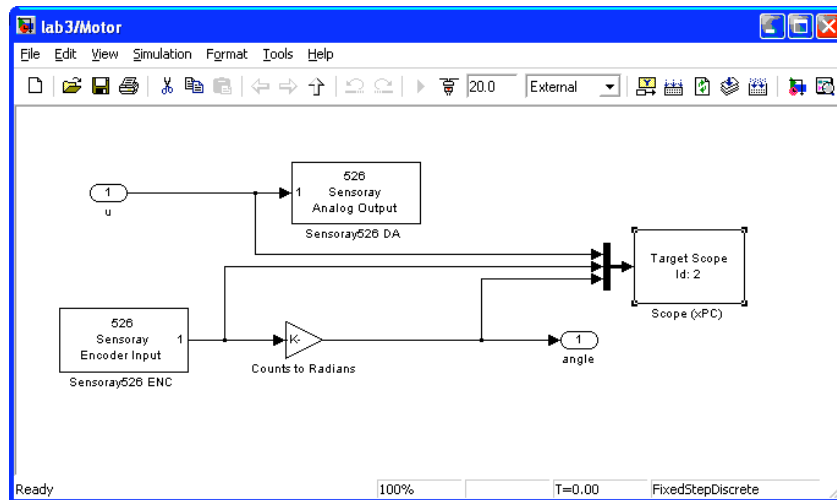 lab3/Motor
File Edit View Simulation Format Tools Help
20.0
External
526
Sensoray
Analog Output
1
Sensoray526 DA
1
u
Target Scope
Id: 2
Scope (xPC)
526
Sensoray
Encoder Input
1
Sensoray526 ENC
K-
Counts to Radians
1
angle
Ready
100%
T=0.00
FixedStepDiscrete